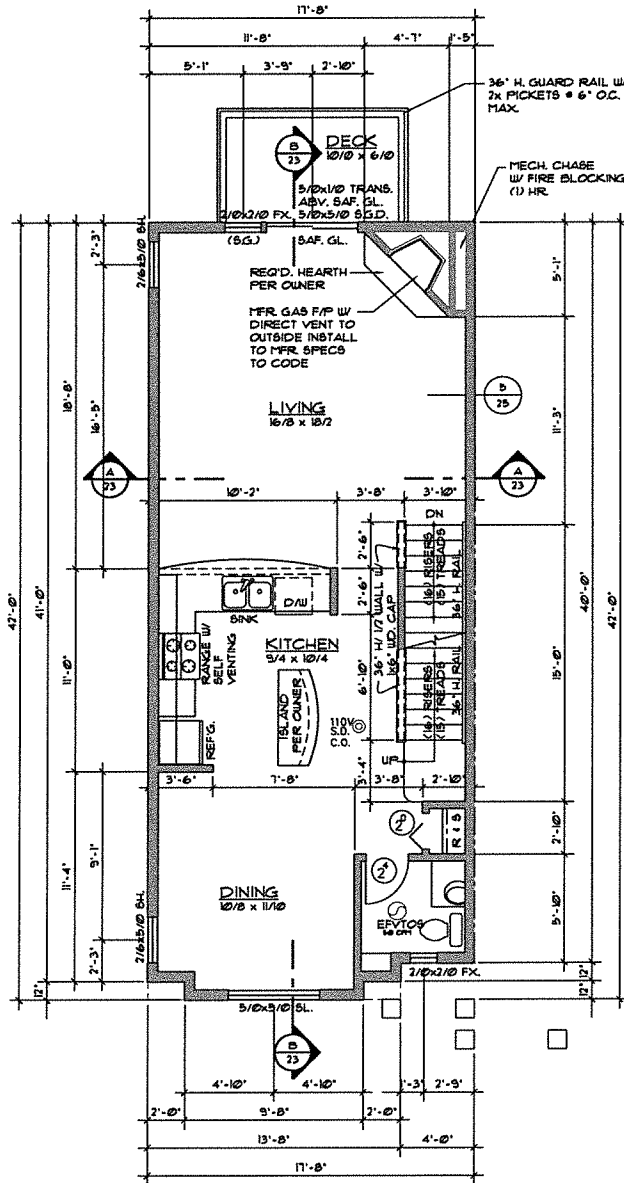 17'-8"
11'-8"
4'-7"
1'-5"
5'-1"
3'-9"
2'-10"
36" H. GUARD RAIL W/
2x PICKETS @ 6" O.C.
MAX.
DECK
10/0 x 6/0
B
23
MECH. CHASE
W/ FIRE BLOCKING
(1) HR.
5/0x1/0 TRANS.
ABV. SAF. GL.
2/0x2/0 FX. 5/0x5/0 S.G.D.
(S.G.)
SAF. GL.
2'-3"
2/6x5/0 SH.
REQ'D. HEARTH
PER OWNER
MFR. GAS F/P W/
DIRECT VENT TO
OUTSIDE INSTALL
TO MFR. SPECS
TO CODE
5'-1"
LIVING
16/8 x 18/2
B
25
18'-8"
16'-5"
11'-3"
A
23
A
23
10'-2"
3'-8"
3'-10"
DN
2'-6"
2'-6"
6'-10"
3'-4"
36" H/ 1/2 WALL W/
1x6" WD. CAP
(16) RISERS
(15) TREADS
36" H. RAIL
(16) RISERS
(15) TREADS
36" H. RAIL
UP
SINK
D/W
KITCHEN
9/4 x 10/4
RANGE W/
SELF
VENTING
ISLAND
PER OWNER
110V
S.D.
C.O.
REF'G.
42'-0"
41'-0"
11'-0"
15'-0"
40'-0"
42'-0"
3'-6"
7'-8"
3'-8"
2'-10"
R & S
2'-10"
11'-4"
9'-1"
DINING
10/8 x 11/10
EFVTOS
5'-10"
2/6x5/0 SH.
2'-3"
12"
5/0x5/0 SL.
2/0x2/0 FX.
12"
12"
B
23
4'-10"
4'-10"
1'-3"
2'-9"
2'-0"
9'-8"
2'-0"
13'-8"
4'-0"
17'-8"